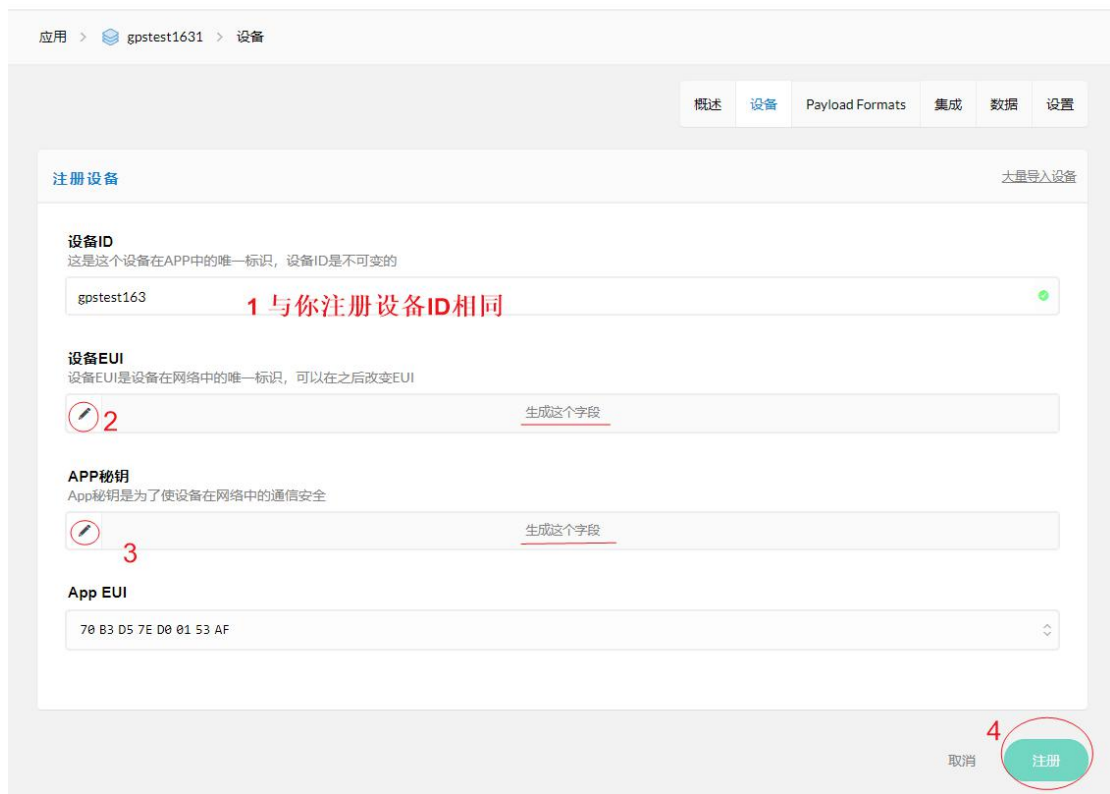 应用 > gpstest1631 > 设备
概述 设备 Payload Formats 集成 数据 设置
注册设备 大量导入设备
设备ID
这是这个设备在APP中的唯一标识，设备ID是不可变的
gpstest163
1 与你注册设备ID相同
设备EUI
设备EUI是设备在网络中的唯一标识，可以在之后改变EUI
2 生成这个字段
APP秘钥
App秘钥是为了使设备在网络中的通信安全
生成这个字段
3
App EUI
70 B3 D5 7E D0 01 53 AF
4
取消 注册